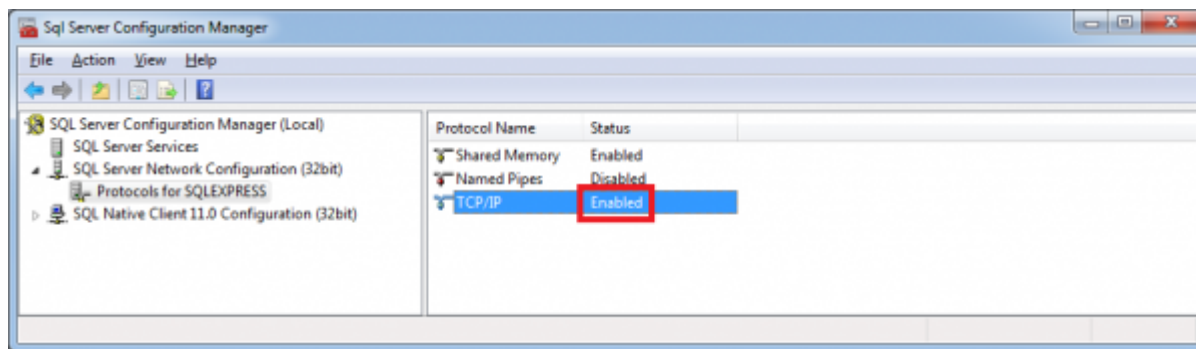 Sql Server Configuration Manager
File Action View Help
SQL Server Configuration Manager (Local)
SQL Server Services
SQL Server Network Configuration (32bit)
Protocols for SQLEXPRESS
SQL Native Client 11.0 Configuration (32bit)
Protocol Name Status
Shared Memory Enabled
Named Pipes Disabled
TCP/IP Enabled